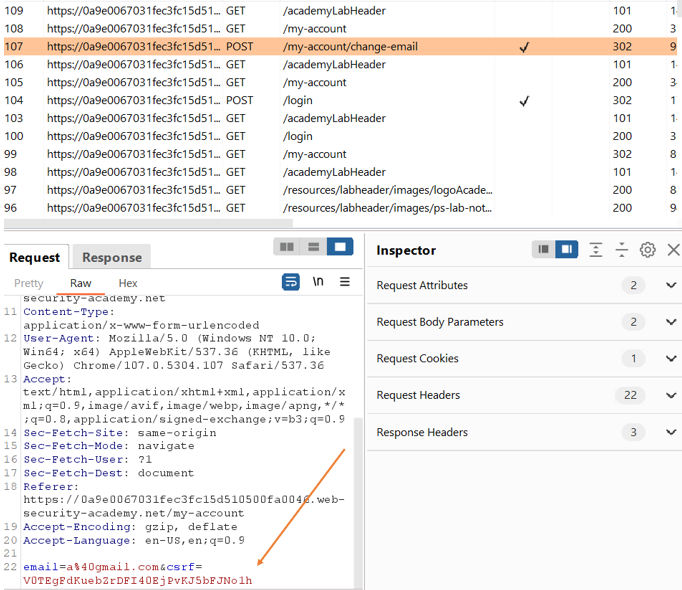 109 https://0a9e0067031fec3fc15d51... GET /academyLabHeader 101 1
108 https://0a9e0067031fec3fc15d51... GET /my-account 200 3
107 https://0a9e0067031fec3fc15d51... POST /my-account/change-email ✓ 302 9
106 https://0a9e0067031fec3fc15d51... GET /academyLabHeader 101 1
105 https://0a9e0067031fec3fc15d51... GET /my-account 200 3
104 https://0a9e0067031fec3fc15d51... POST /login ✓ 302 1
103 https://0a9e0067031fec3fc15d51... GET /academyLabHeader 101 1
100 https://0a9e0067031fec3fc15d51... GET /login 200 3
99 https://0a9e0067031fec3fc15d51... GET /my-account 302 8
98 https://0a9e0067031fec3fc15d51... GET /academyLabHeader 101 1
97 https://0a9e0067031fec3fc15d51... GET /resources/labheader/images/logoAcade... 200 8
96 https://0a9e0067031fec3fc15d51... GET /resources/labheader/images/ps-lab-not... 200 9
Request Response
Pretty Raw Hex \n
security-academy.net
11 Content-Type:
application/x-www-form-urlencoded
12 User-Agent: Mozilla/5.0 (Windows NT 10.0;
Win64; x64) AppleWebKit/537.36 (KHTML, like
Gecko) Chrome/107.0.5304.107 Safari/537.36
13 Accept:
text/html,application/xhtml+xml,application/x
ml;q=0.9,image/avif,image/webp,image/apng,*/*
;q=0.8,application/signed-exchange;v=b3;q=0.9
14 Sec-Fetch-Site: same-origin
15 Sec-Fetch-Mode: navigate
16 Sec-Fetch-User: ?1
17 Sec-Fetch-Dest: document
18 Referer:
https://0a9e0067031fec3fc15d510500fa0046.web-
security-academy.net/my-account
19 Accept-Encoding: gzip, deflate
20 Accept-Language: en-US,en;q=0.9
21
22 email=a%40gmail.com&csrf=
V0TEgFdKuebZrDFI40EjPvKJ5bFJNo1h
Inspector
Request Attributes 2
Request Body Parameters 2
Request Cookies 1
Request Headers 22
Response Headers 3